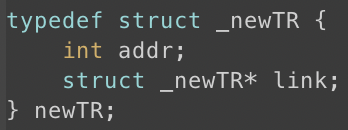 typedef struct _newTR {
    int addr;
    struct _newTR* link;
} newTR;